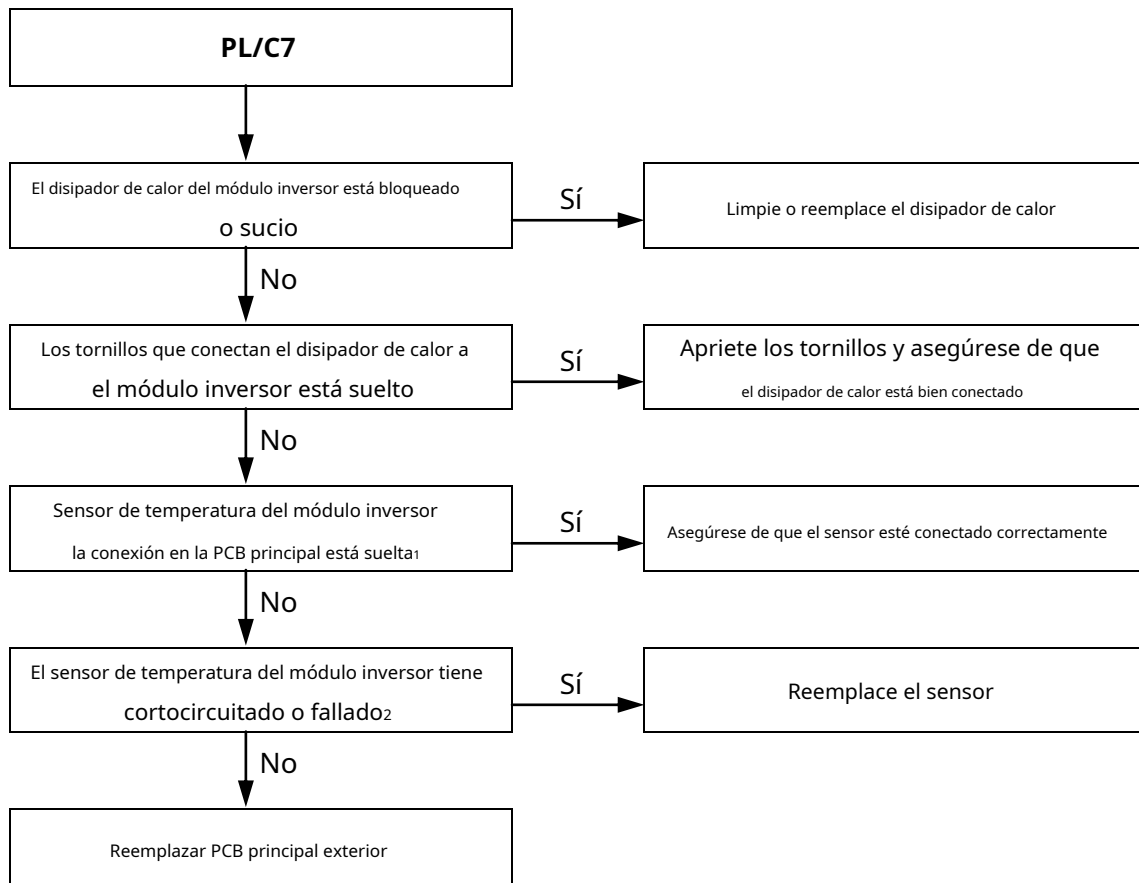 PL/C7
El disipador de calor del módulo inversor está bloqueado
o sucio
Sí
Limpie o reemplace el disipador de calor
No
Los tornillos que conectan el disipador de calor a
el módulo inversor está suelto
Sí
Apriete los tornillos y asegúrese de que
el disipador de calor está bien conectado
No
Sensor de temperatura del módulo inversor
la conexión en la PCB principal está suelta1
Sí
Asegúrese de que el sensor esté conectado correctamente
No
El sensor de temperatura del módulo inversor tiene
cortocircuitado o fallado2
Sí
Reemplace el sensor
No
Reemplazar PCB principal exterior